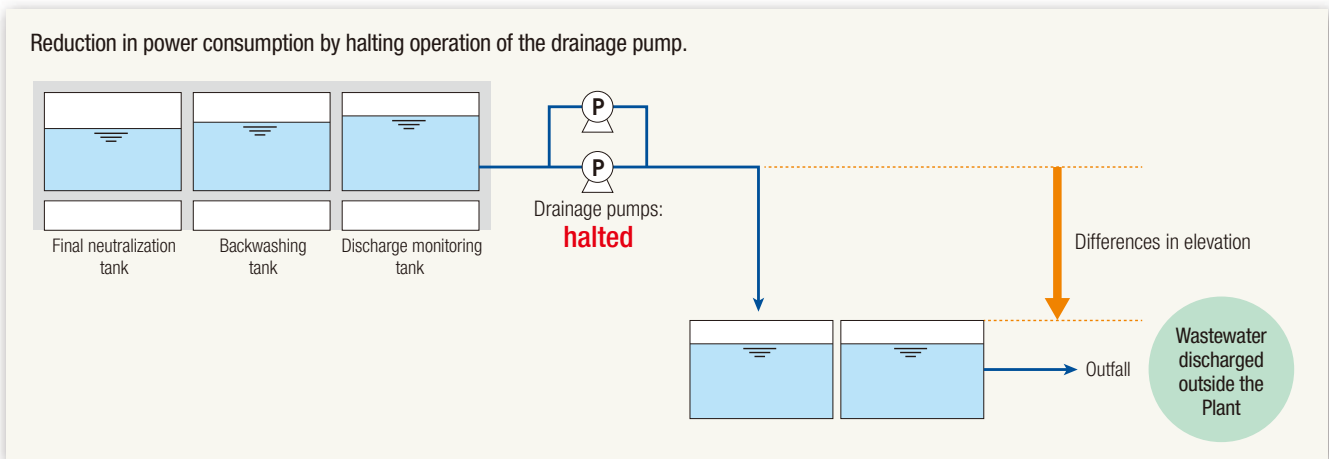 Reduction in power consumption by halting operation of the drainage pump.
P
P
Drainage pumps:
halted
Final neutralization
tank
Backwashing
tank
Discharge monitoring
tank
Differences in elevation
Outfall
Wastewater
discharged
outside the
Plant